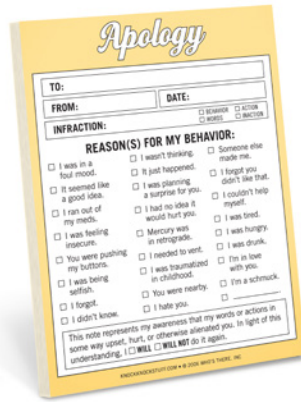 Apology
TO:
FROM:
DATE:
INFRACTION:
☐ BEHAVIOR ☐ ACTION
☐ WORDS ☐ INACTION
REASON(S) FOR MY BEHAVIOR:
☐ I was in a
foul mood.
☐ It seemed like
a good idea.
☐ I ran out of
my meds.
☐ I was feeling
insecure.
☐ You were pushing
my buttons.
☐ I was being
selfish.
☐ I forgot.
☐ I didn't know.
☐ I wasn't thinking.
☐ It just happened.
☐ I was planning
a surprise for you.
☐ I had no idea it
would hurt you.
☐ Mercury was
in retrograde.
☐ I needed to vent.
☐ I was traumatized
in childhood.
☐ You were nearby.
☐ I hate you.
☐ Someone else
made me.
☐ I forgot you
didn't like that.
☐ I couldn't help
myself.
☐ I was tired.
☐ I was hungry.
☐ I was drunk.
☐ I'm in love
with you.
☐ I'm a schmuck.
This note represents my awareness that my words or actions in
some way upset, hurt, or otherwise alienated you. In light of this
understanding, I ☐ WILL ☐ WILL NOT do it again.
KNOCKKNOCKSTUFF.COM • © 2006 WHO'S THERE, INC